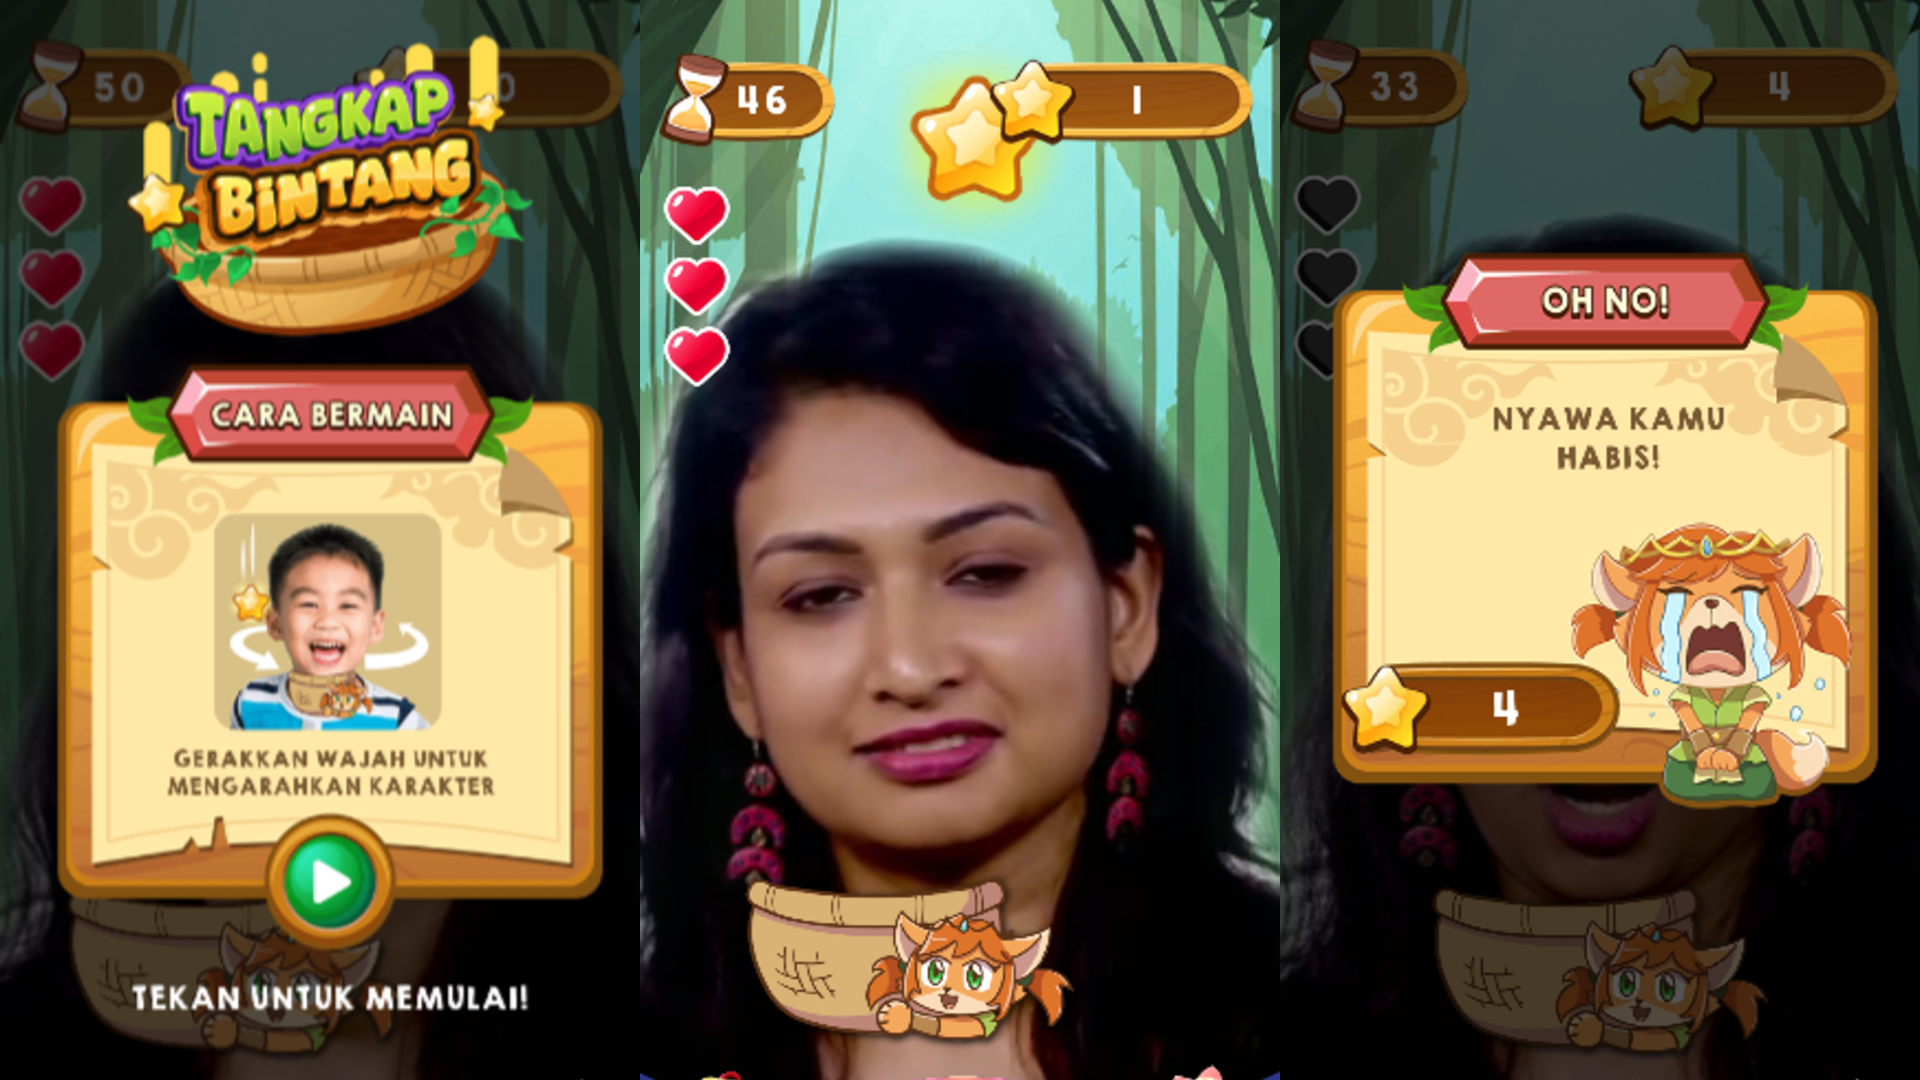 50
0
TANGKAP
BINTANG
CARA BERMAIN
GERAKKAN WAJAH UNTUK
MENGARAHKAN KARAKTER
TEKAN UNTUK MEMULAI!
46
1
33
4
OH NO!
NYAWA KAMU
HABIS!
4